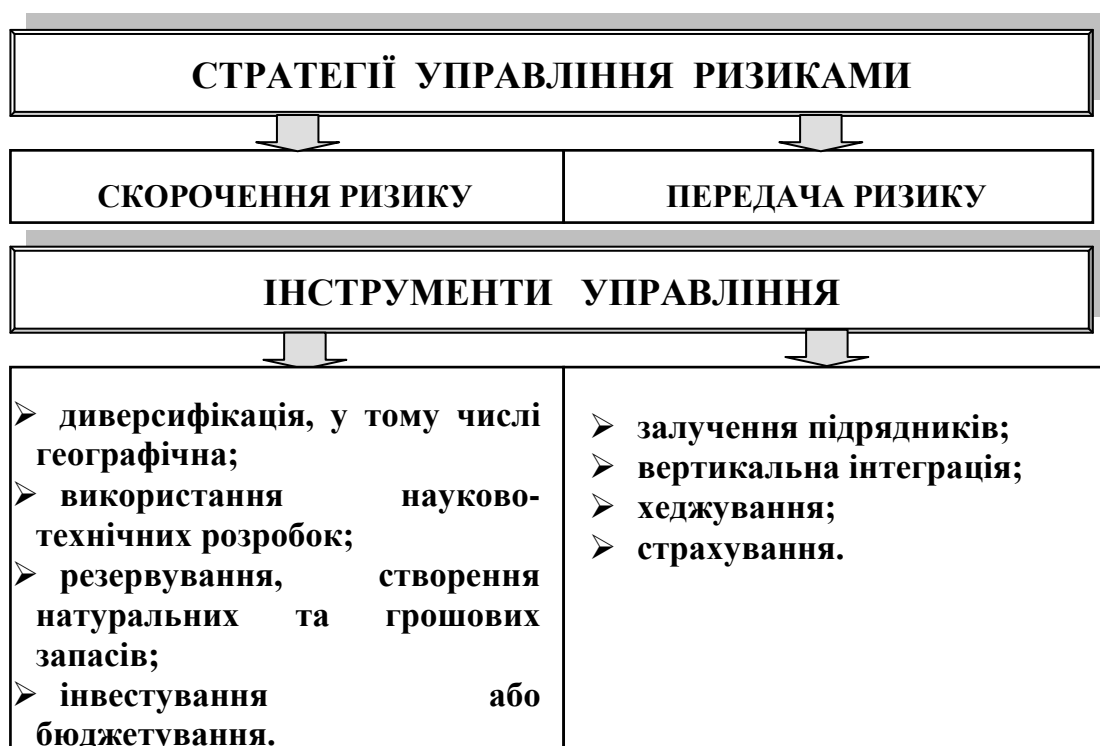 СТРАТЕГІЇ УПРАВЛІННЯ РИЗИКАМИ
СКОРОЧЕННЯ РИЗИКУ
ПЕРЕДАЧА РИЗИКУ
ІНСТРУМЕНТИ УПРАВЛІННЯ
➢ диверсифікація, у тому числі
географічна;
➢ використання науково-
технічних розробок;
➢ резервування, створення
натуральних та грошових
запасів;
➢ інвестування або
бюджетування.
➢ залучення підрядників;
➢ вертикальна інтеграція;
➢ хеджування;
➢ страхування.